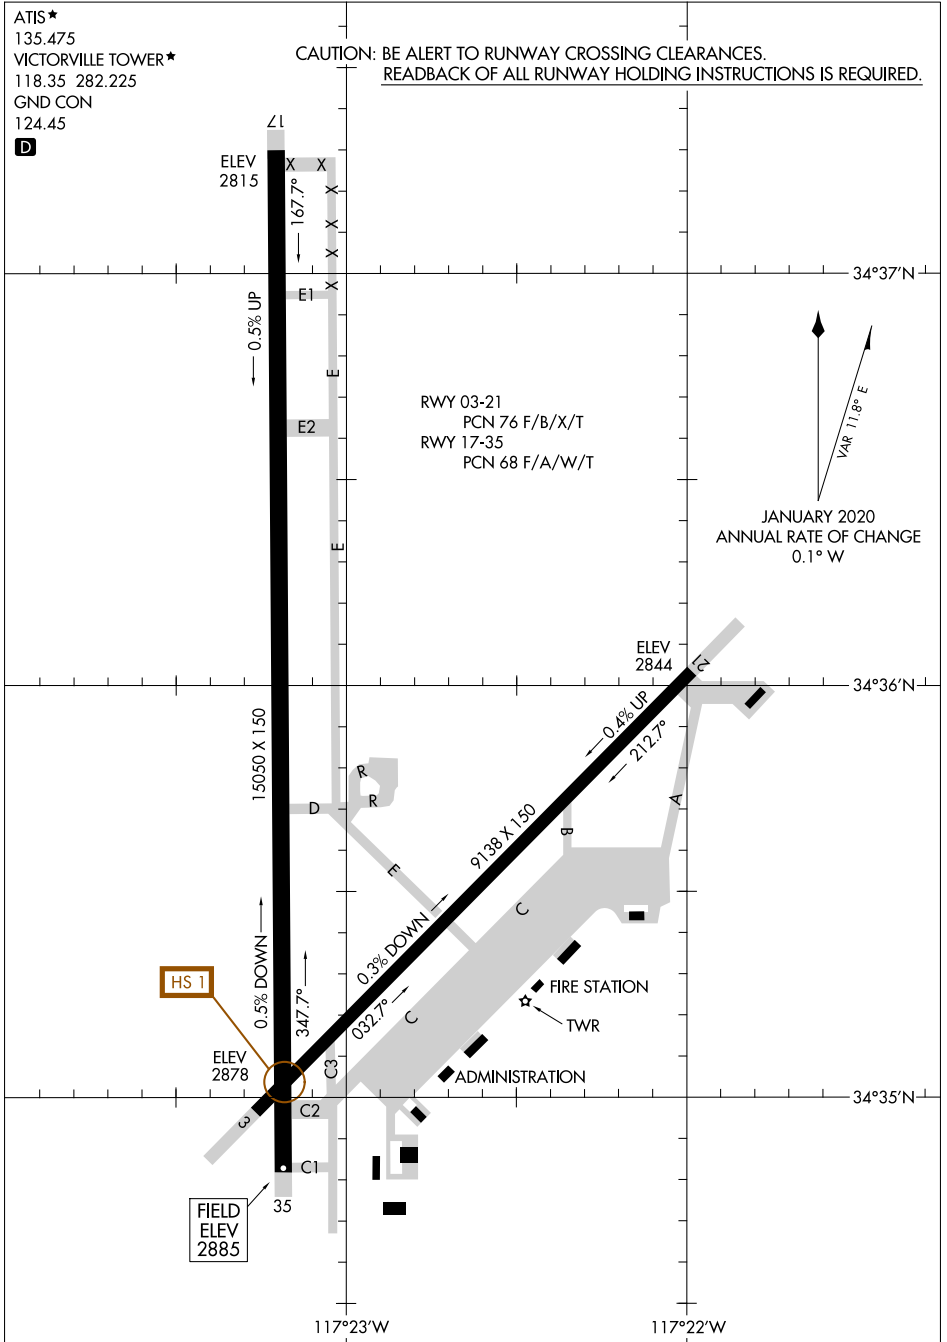 ATIS★
135.475
VICTORVILLE TOWER★
118.35 282.225
GND CON
124.45
D
CAUTION: BE ALERT TO RUNWAY CROSSING CLEARANCES.
READBACK OF ALL RUNWAY HOLDING INSTRUCTIONS IS REQUIRED.
17
ELEV
2815
X X
167.7°
X
X
X
X
34°37'N
E1
0.5% UP
E
E2
RWY 03-21
PCN 76 F/B/X/T
RWY 17-35
PCN 68 F/A/W/T
VAR 11.8° E
JANUARY 2020
ANNUAL RATE OF CHANGE
0.1° W
E
ELEV
2844
21
34°36'N
0.4% UP
212.7°
15050 X 150
R
R
D
A
B
9138 X 150
E
C
0.3% DOWN
0.5% DOWN
347.7°
032.7°
C
HS 1
FIRE STATION
TWR
ELEV
2878
C3
ADMINISTRATION
34°35'N
C2
3
C1
35
FIELD
ELEV
2885
117°23'W
117°22'W